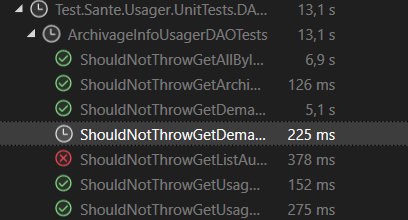 Test.Sante.Usager.UnitTests.DA... 13,1 s
ArchivageInfoUsagerDAOTests 13,1 s
ShouldNotThrowGetAllByI... 6,9 s
ShouldNotThrowGetArchi... 126 ms
ShouldNotThrowGetDema... 5,1 s
ShouldNotThrowGetDema... 225 ms
ShouldNotThrowGetListAu... 378 ms
ShouldNotThrowGetUsag... 152 ms
ShouldNotThrowGetUsag... 275 ms